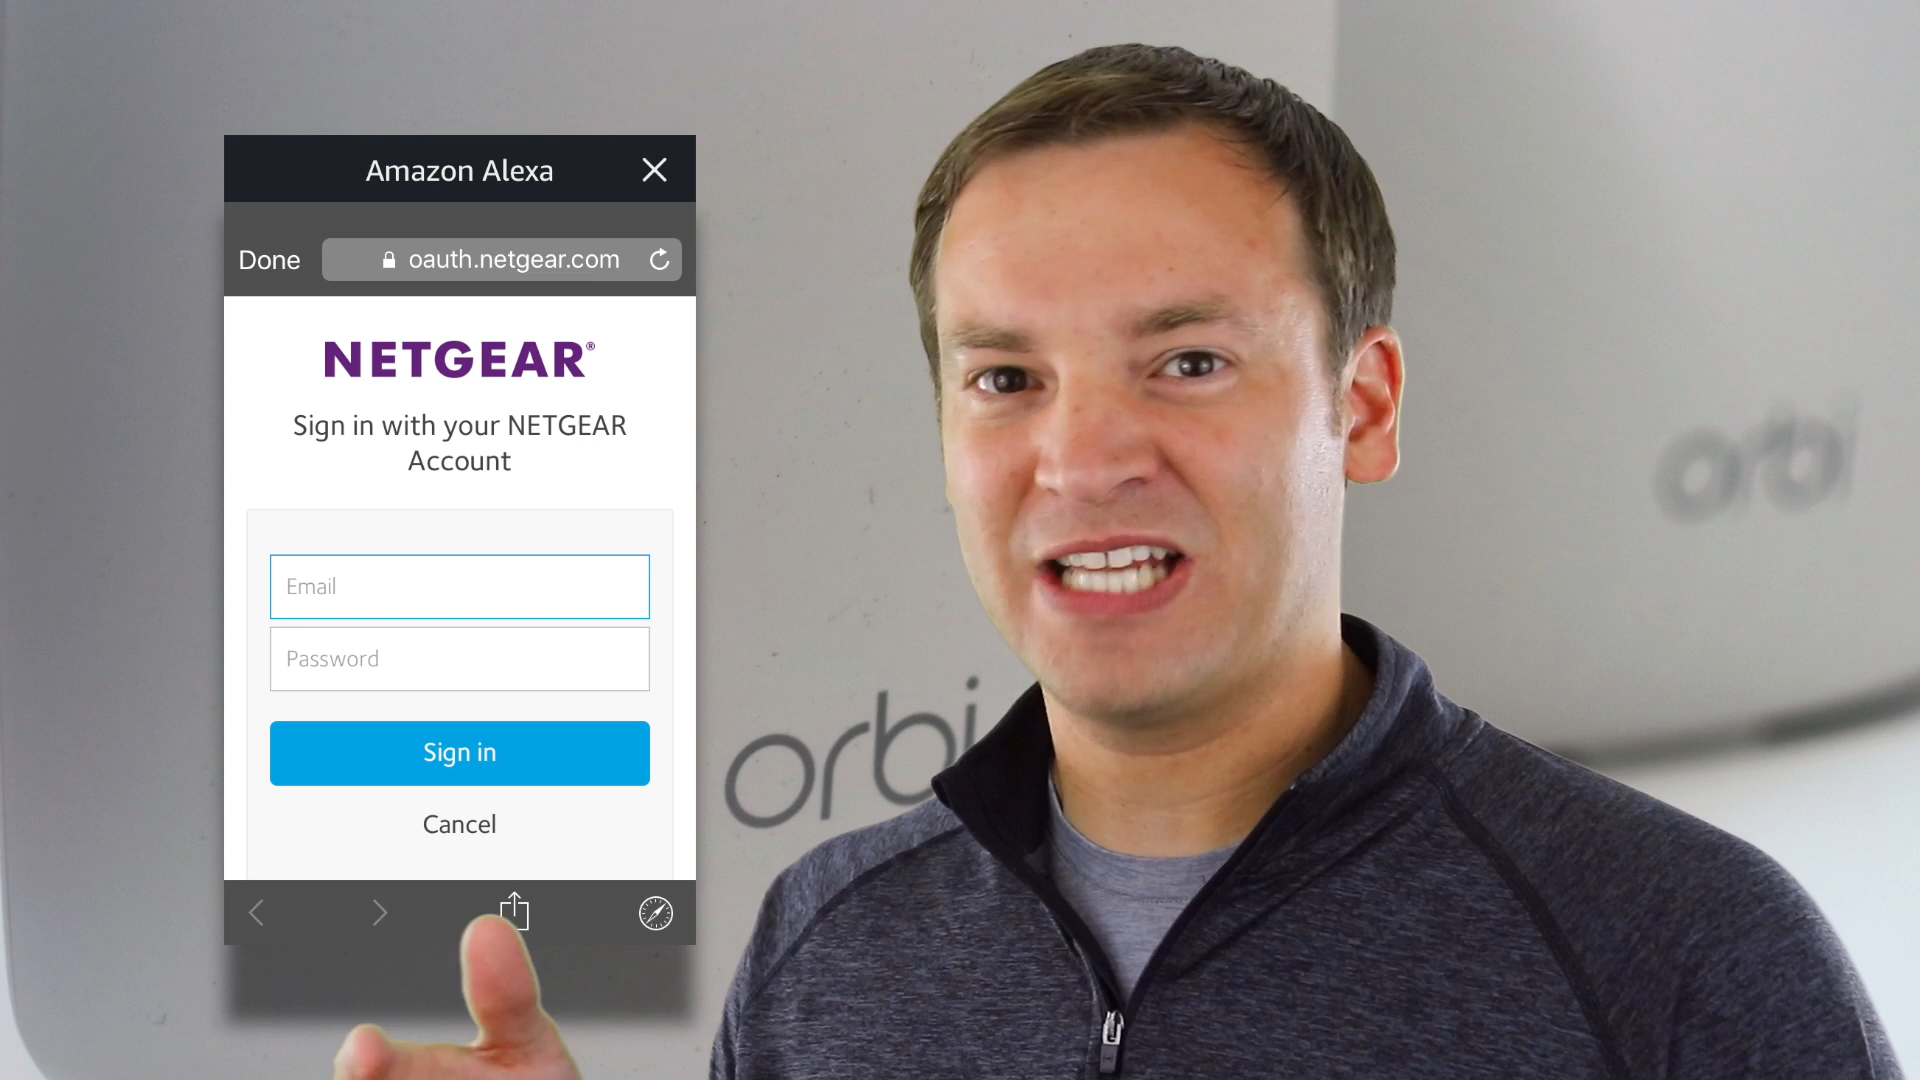 Amazon Alexa
Done
oauth.netgear.com
NETGEAR®
Sign in with your NETGEAR
Account
Email
Password
Sign in
Cancel
orbi
orbi